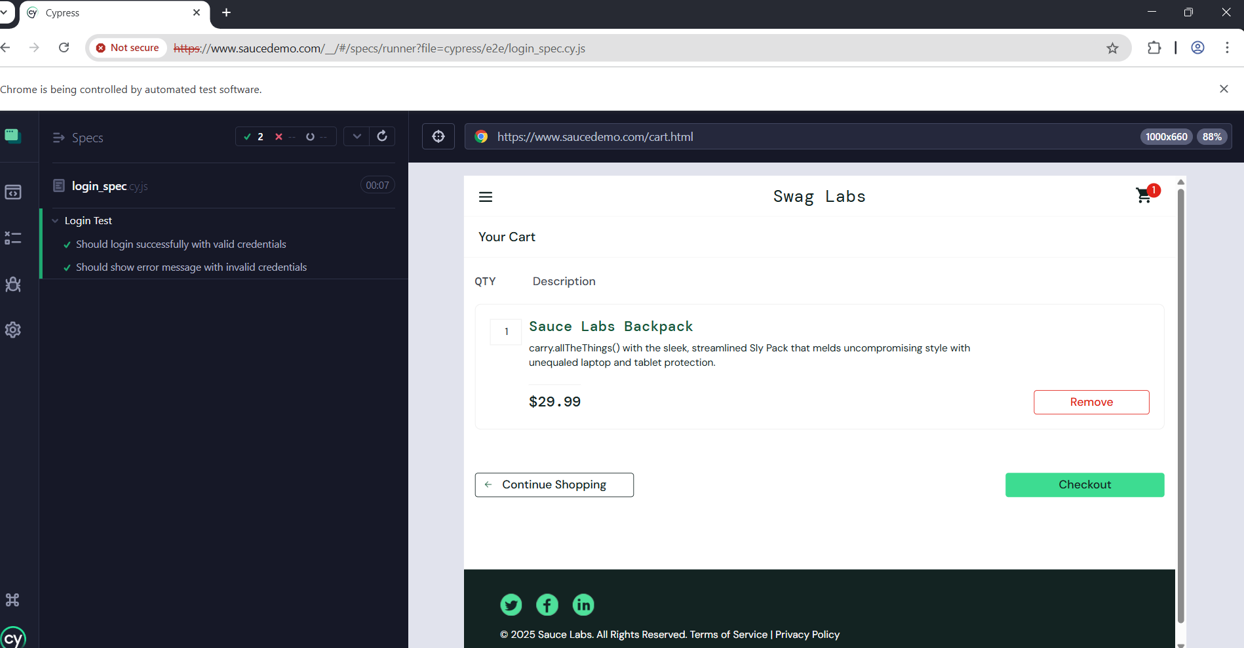 Cypress
Not secure
https://www.saucedemo.com/__/#/specs/runner?file=cypress/e2e/login_spec.cy.js
Chrome is being controlled by automated test software.
Specs
2 -- --
https://www.saucedemo.com/cart.html
1000x660 88%
login_spec.cy.js
00:07
Login Test
Should login successfully with valid credentials
Should show error message with invalid credentials
Swag Labs
1
Your Cart
QTY Description
1
Sauce Labs Backpack
carry.allTheThings() with the sleek, streamlined Sly Pack that melds uncompromising style with
unequaled laptop and tablet protection.
$29.99
Remove
Continue Shopping
Checkout
© 2025 Sauce Labs. All Rights Reserved. Terms of Service | Privacy Policy
cy